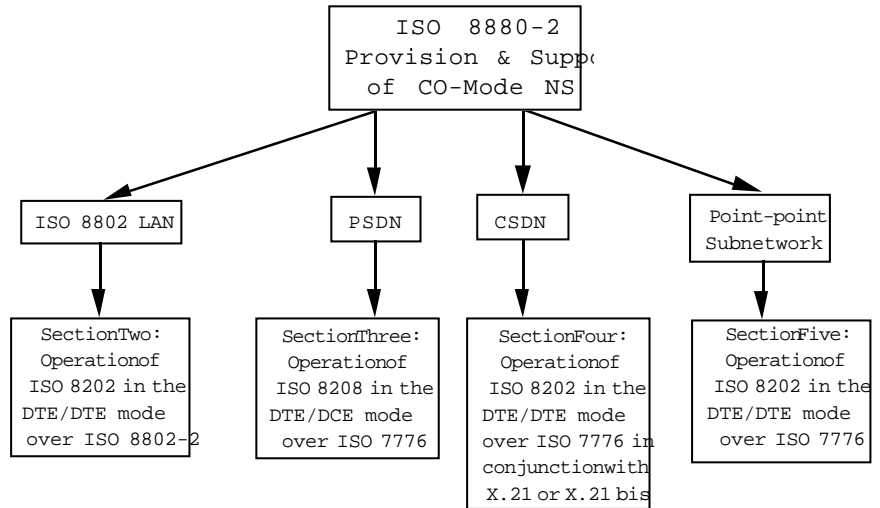 ISO 8880-2
Provision & Suppo
of CO-Mode NS
ISO 8802 LAN
PSDN
CSDN
Point-point
Subnetwork
SectionTwo:
Operationof
ISO 8202 in the
DTE/DTE mode
over ISO 8802-2
SectionThree:
Operationof
ISO 8208 in the
DTE/DCE mode
over ISO 7776
SectionFour:
Operationof
ISO 8202 in the
DTE/DTE mode
over ISO 7776 in
conjunctionwith
X.21 or X.21 bis
SectionFive:
Operationof
ISO 8202 in the
DTE/DTE mode
over ISO 7776